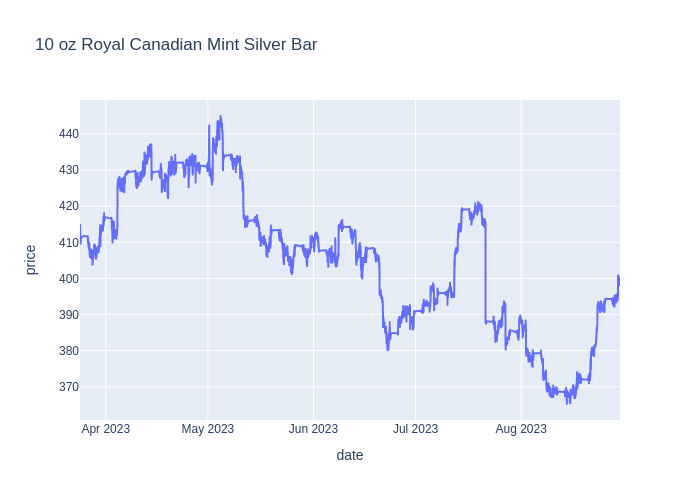 10 oz Royal Canadian Mint Silver Bar
440
430
420
410
400
390
380
370
price
Apr 2023
May 2023
Jun 2023
Jul 2023
Aug 2023
date